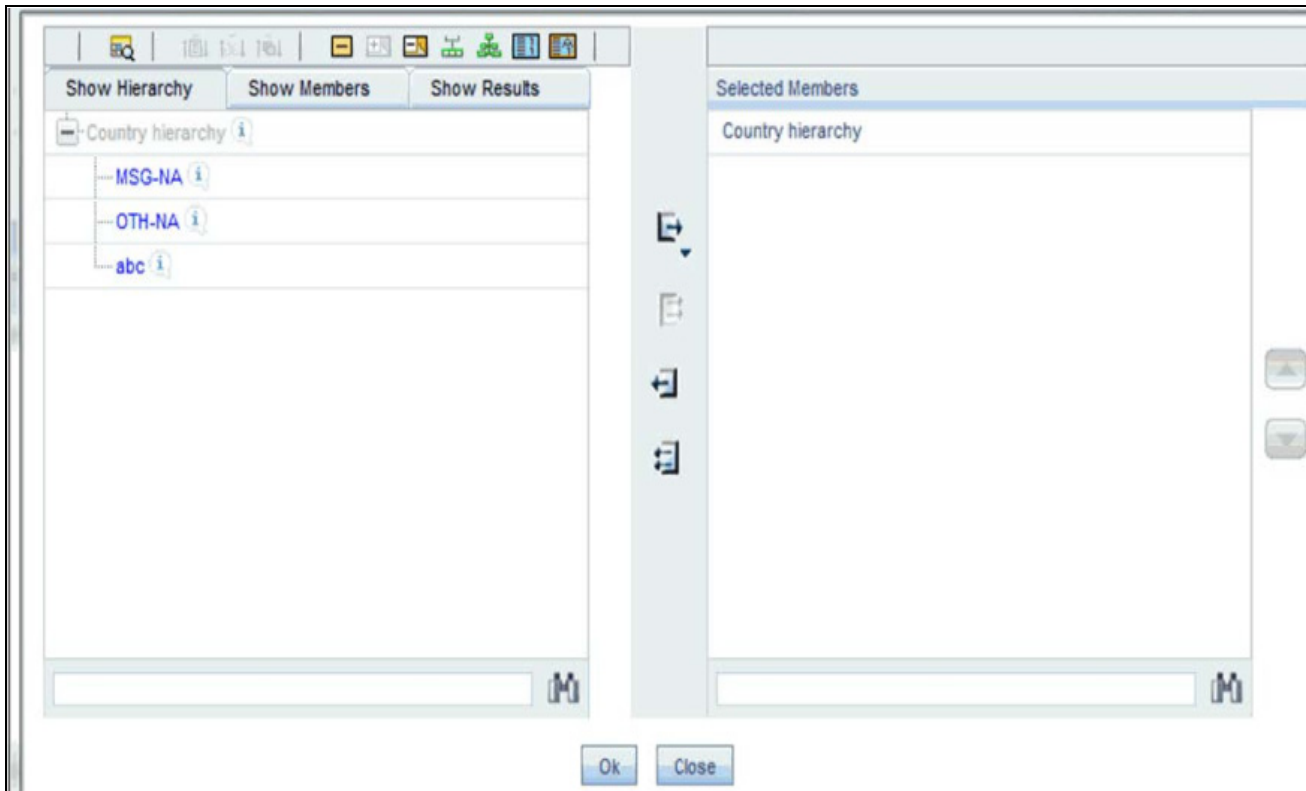 Show Hierarchy Show Members Show Results
Selected Members
Country hierarchy
Country hierarchy
MSG-NA
OTH-NA
abc
Ok Close